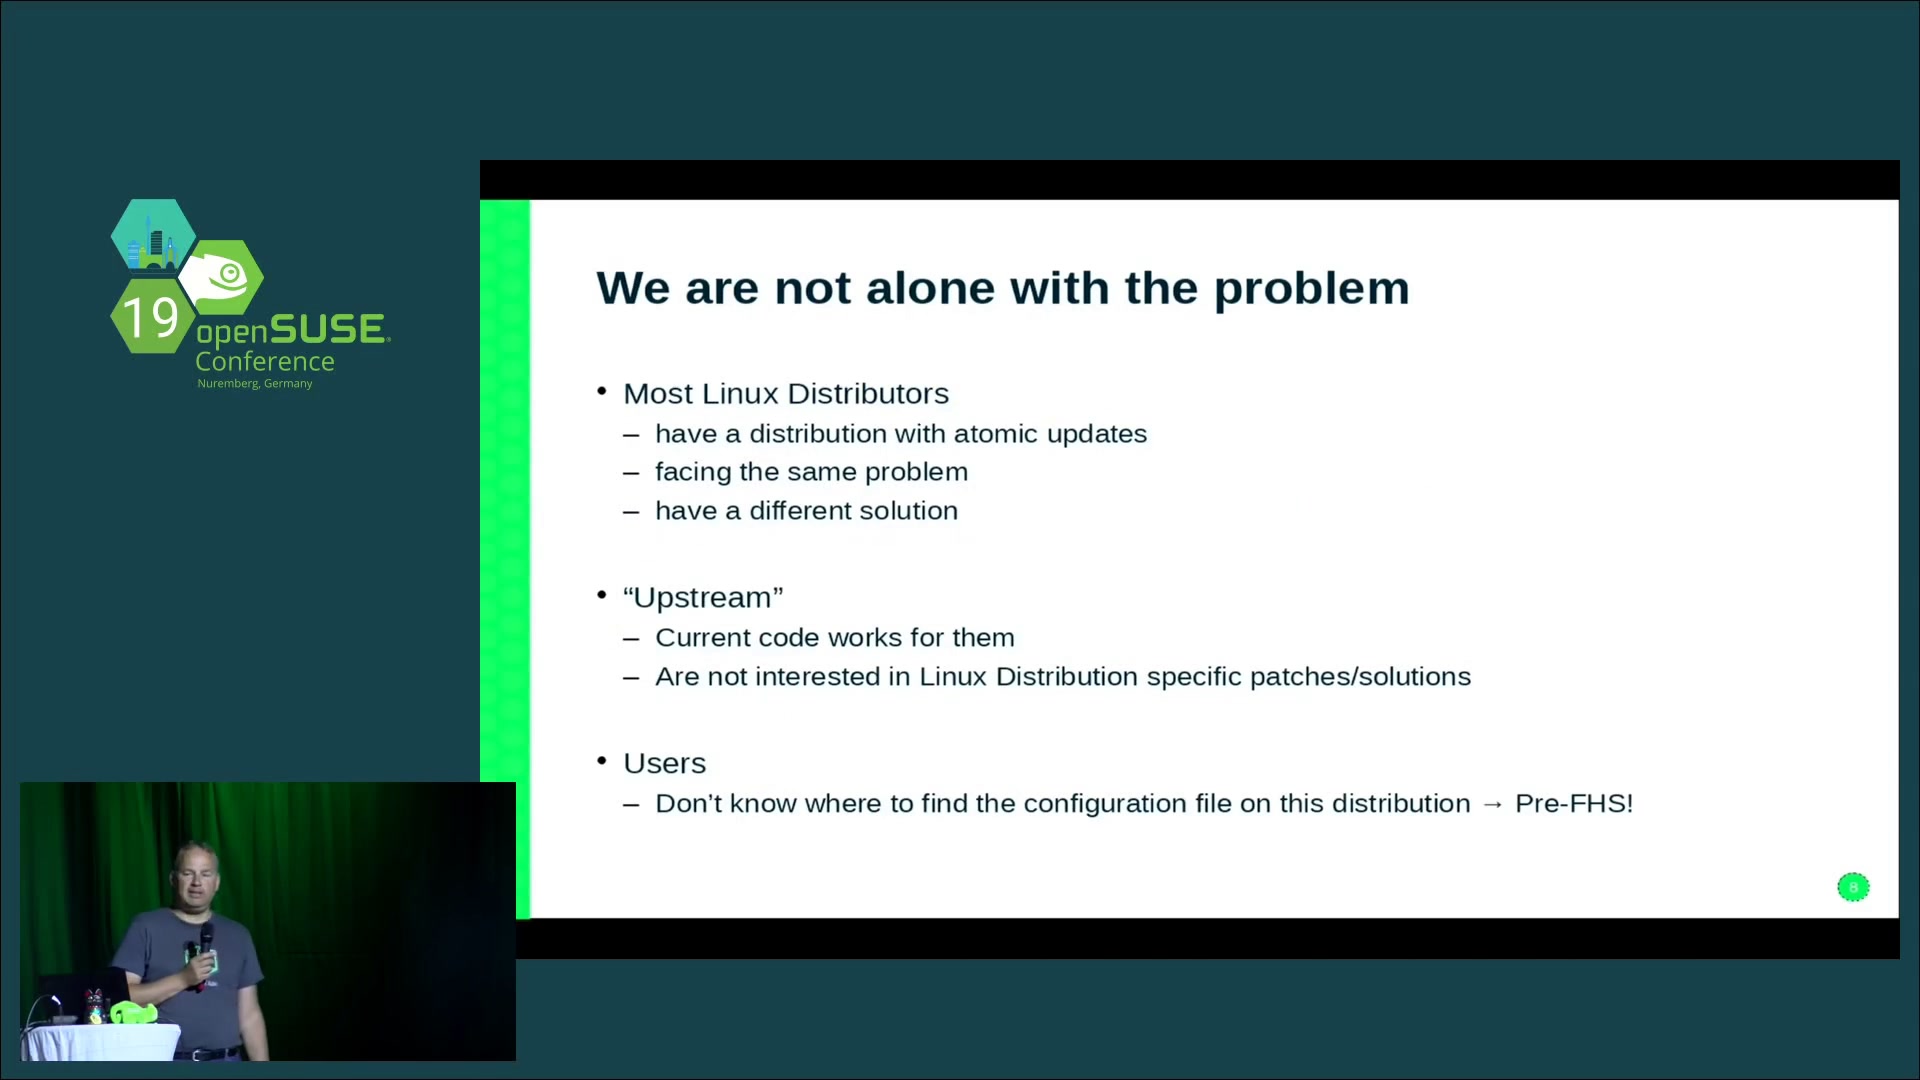 19
openSUSE
Conference
Nuremberg, Germany
We are not alone with the problem
• Most Linux Distributors
– have a distribution with atomic updates
– facing the same problem
– have a different solution
• “Upstream”
– Current code works for them
– Are not interested in Linux Distribution specific patches/solutions
• Users
– Don’t know where to find the configuration file on this distribution → Pre-FHS!
8